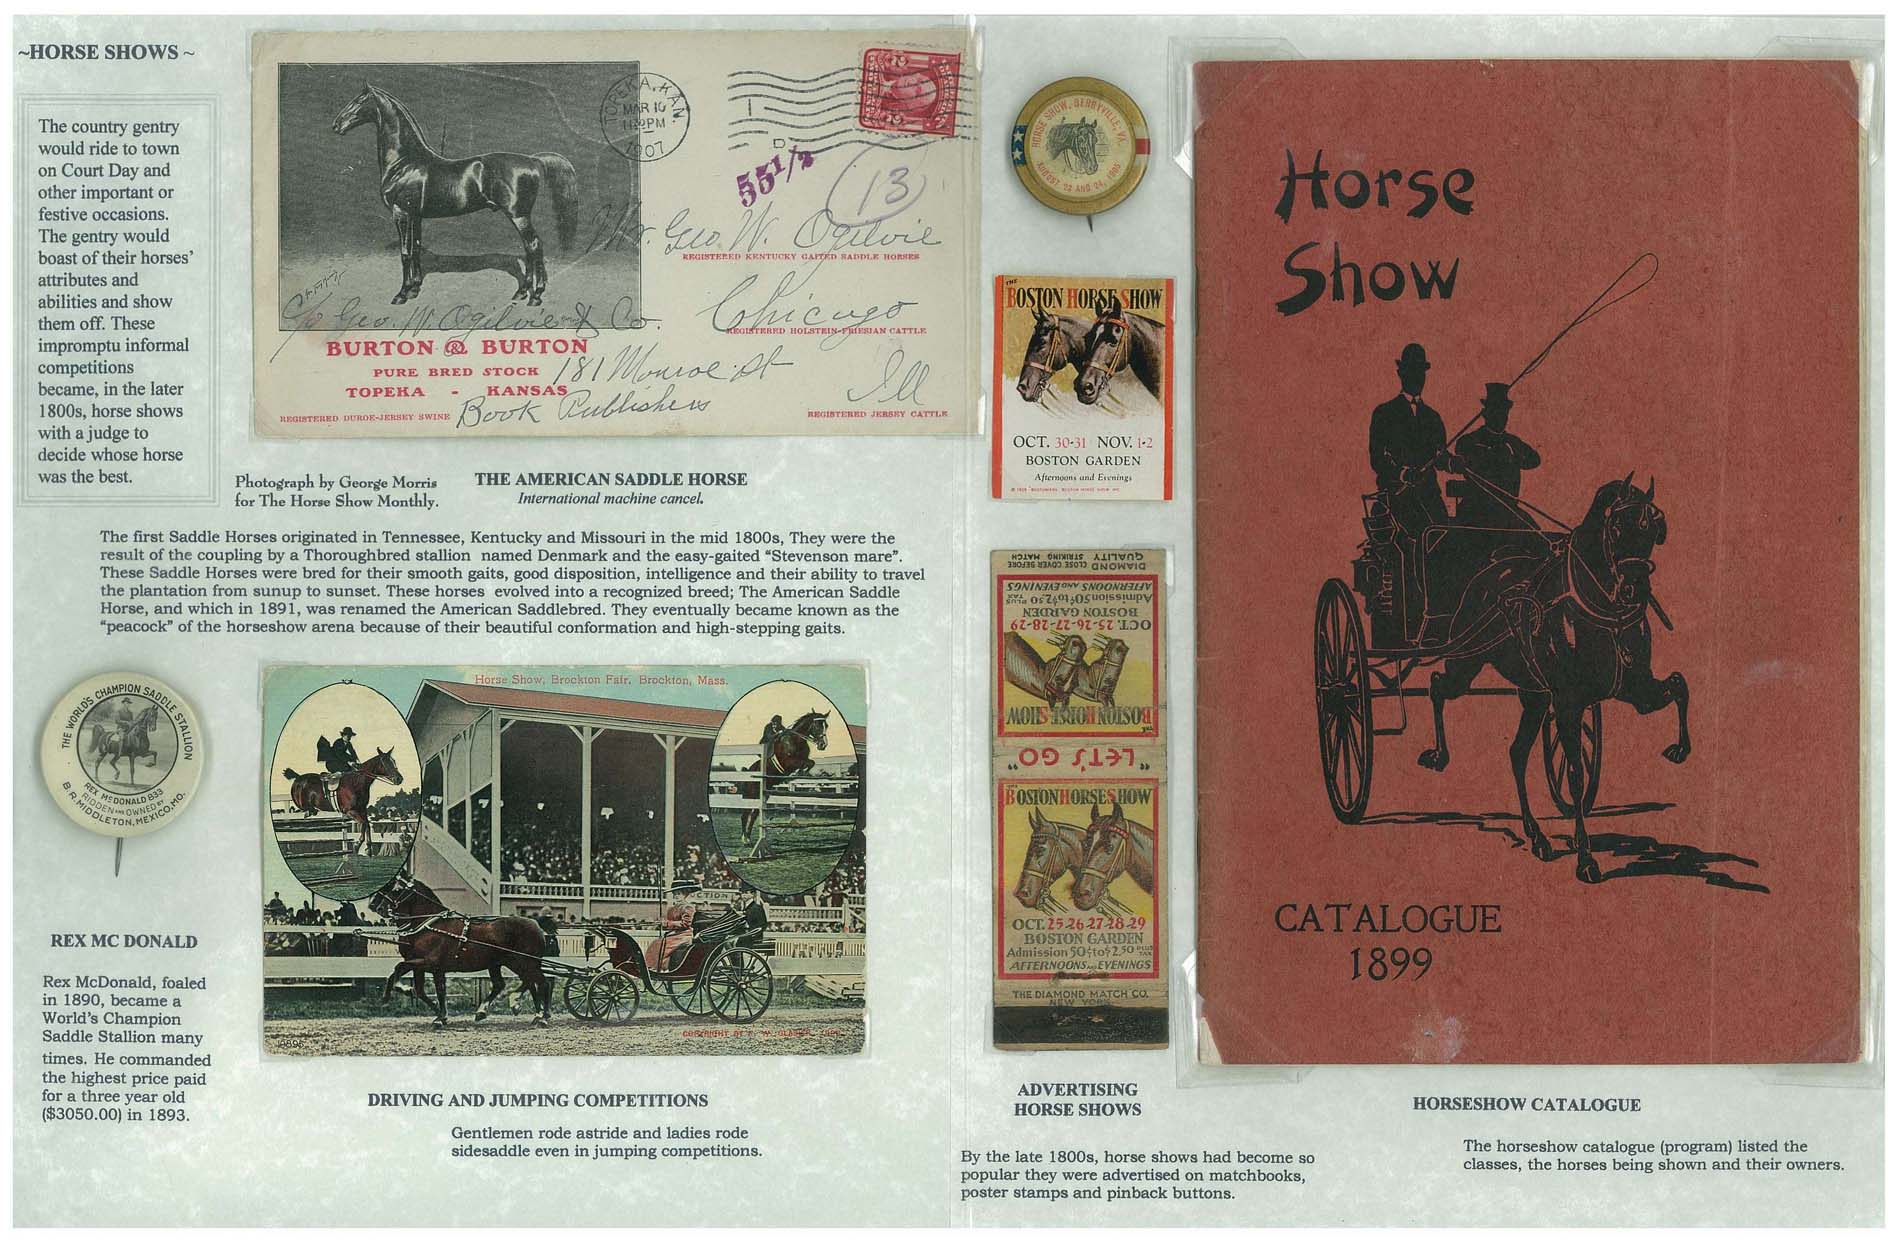 ~HORSE SHOWS ~
The country gentry
would ride to town
on Court Day and
other important or
festive occasions.
The gentry would
boast of their horses'
attributes and
abilities and show
them off. These
impromptu informal
competitions
became, in the later
1800s, horse shows
with a judge to
decide whose horse
was the best.
TOPEKA, KAN.
MAR 10
1907
D
55 1/2
13
Mr. Geo. W. Ogilvie
REGISTERED KENTUCKY GAITED SADDLE HORSES
c/o Geo. W. Ogilvie & Co.
Chicago
REGISTERED HOLSTEIN-FRIESIAN CATTLE
BURTON & BURTON
PURE BRED STOCK
181 Monroe St
TOPEKA - KANSAS
Ill
REGISTERED DUROC-JERSEY SWINE
Book Publishers
REGISTERED JERSEY CATTLE
Photograph by George Morris
for The Horse Show Monthly.
THE AMERICAN SADDLE HORSE
International machine cancel.
The first Saddle Horses originated in Tennessee, Kentucky and Missouri in the mid 1800s, They were the
result of the coupling by a Thoroughbred stallion named Denmark and the easy-gaited “Stevenson mare”.
These Saddle Horses were bred for their smooth gaits, good disposition, intelligence and their ability to travel
the plantation from sunup to sunset. These horses evolved into a recognized breed; The American Saddle
Horse, and which in 1891, was renamed the American Saddlebred. They eventually became known as the
“peacock” of the horseshow arena because of their beautiful conformation and high-stepping gaits.
THE WORLD'S CHAMPION SADDLE STALLION
REX McDONALD 833
RIDDEN AND OWNED BY
B.R. MIDDLETON, MEXICO, MO.
REX MC DONALD
Rex McDonald, foaled
in 1890, became a
World's Champion
Saddle Stallion many
times. He commanded
the highest price paid
for a three year old
($3050.00) in 1893.
Horse Show, Brockton Fair, Brockton, Mass.
DRIVING AND JUMPING COMPETITIONS
Gentlemen rode astride and ladies rode
sidesaddle even in jumping competitions.
HORSE SHOW, BERRYVILLE, VA.
AUGUST 23 AND 24,
THE
BOSTON HORSE SHOW
OCT. 30-31 NOV. 1-2
BOSTON GARDEN
Afternoons and Evenings
DIAMOND QUALITY
CLOSE COVER BEFORE STRIKING MATCH
AFTERNOONS AND EVENINGS
Admission 50¢ to $2.50 PLUS TAX
BOSTON GARDEN
OCT. 25-26-27-28-29
THE
BOSTON HORSE SHOW
"LET'S GO"
BOSTON HORSE SHOW
OCT. 25-26-27-28-29
BOSTON GARDEN
Admission 50¢ to $2.50 PLUS TAX
AFTERNOONS AND EVENINGS
THE DIAMOND MATCH CO.
NEW YORK
ADVERTISING
HORSE SHOWS
By the late 1800s, horse shows had become so
popular they were advertised on matchbooks,
poster stamps and pinback buttons.
Horse
Show
CATALOGUE
1899
HORSESHOW CATALOGUE
The horseshow catalogue (program) listed the
classes, the horses being shown and their owners.